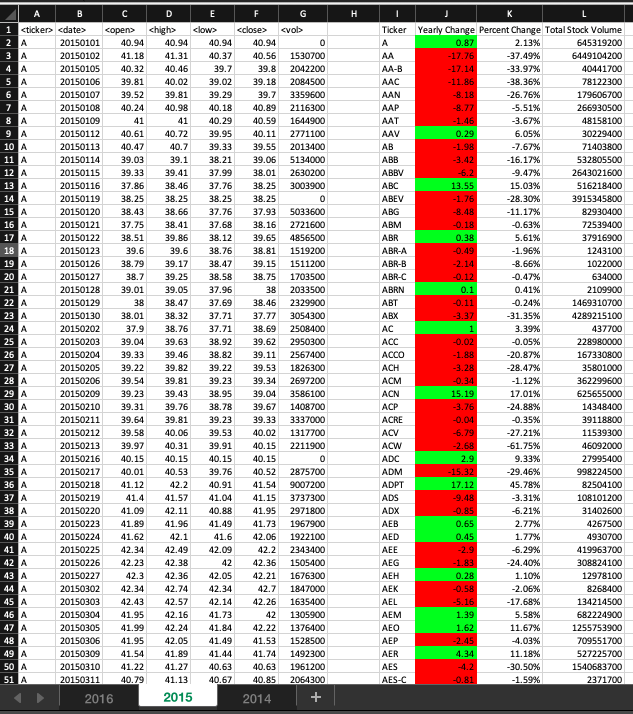 A B C D E F G H I J K L
1 <ticker> <date> <open> <high> <low> <close> <vol> Ticker Yearly Change Percent Change Total Stock Volume
2 A 20150101 40.94 40.94 40.94 40.94 0 A 0.87 2.13% 645319200
3 A 20150102 41.18 41.31 40.37 40.56 1530700 AA -17.76 -37.49% 6449104200
4 A 20150105 40.32 40.46 39.7 39.8 2042200 AA-B -17.14 -33.97% 40441700
5 A 20150106 39.81 40.02 39.02 39.18 2084500 AAC -11.86 -38.36% 78122300
6 A 20150107 39.52 39.81 39.29 39.7 3359600 AAN -8.18 -26.76% 179606700
7 A 20150108 40.24 40.98 40.18 40.89 2116300 AAP -8.77 -5.51% 266930500
8 A 20150109 41 41 40.29 40.59 1644900 AAT -1.46 -3.67% 48158100
9 A 20150112 40.61 40.72 39.95 40.11 2771100 AAV 0.29 6.05% 30229400
10 A 20150113 40.47 40.7 39.33 39.55 2013400 AB -1.98 -7.67% 71403800
11 A 20150114 39.03 39.1 38.21 39.06 5134000 ABB -3.42 -16.17% 532805500
12 A 20150115 39.33 39.41 37.99 38.01 2630200 ABBV -6.2 -9.47% 2643021600
13 A 20150116 37.86 38.46 37.76 38.25 3003900 ABC 13.55 15.03% 516218400
14 A 20150119 38.25 38.25 38.25 38.25 0 ABEV -1.76 -28.30% 3915345800
15 A 20150120 38.43 38.66 37.76 37.93 5033600 ABG -8.48 -11.17% 82930400
16 A 20150121 37.75 38.41 37.68 38.16 2721600 ABM -0.18 -0.63% 72539400
17 A 20150122 38.51 39.86 38.12 39.65 4856500 ABR 0.38 5.61% 37916900
18 A 20150123 39.6 39.6 38.76 38.81 1519200 ABR-A -0.49 -1.96% 1243100
19 A 20150126 38.79 39.17 38.47 39.15 1511200 ABR-B -2.14 -8.66% 1022000
20 A 20150127 38.7 39.25 38.58 38.75 1703500 ABR-C -0.12 -0.47% 634000
21 A 20150128 39.01 39.05 37.96 38 2033500 ABRN 0.1 0.41% 2109900
22 A 20150129 38 38.47 37.69 38.46 2329900 ABT -0.11 -0.24% 1469310700
23 A 20150130 38.01 38.32 37.71 37.77 3054300 ABX -3.37 -31.35% 4289215100
24 A 20150202 37.9 38.76 37.71 38.69 2508400 AC 1 3.39% 437700
25 A 20150203 39.04 39.63 38.92 39.62 2950300 ACC -0.02 -0.05% 228980000
26 A 20150204 39.33 39.46 38.82 39.11 2567400 ACCO -1.88 -20.87% 167330800
27 A 20150205 39.22 39.82 39.22 39.53 1826300 ACH -3.28 -28.47% 35801000
28 A 20150206 39.54 39.81 39.23 39.34 2697200 ACM -0.34 -1.12% 362299600
29 A 20150209 39.23 39.43 38.95 39.04 3586100 ACN 15.19 17.01% 625655000
30 A 20150210 39.31 39.76 38.78 39.67 1408700 ACP -3.76 -24.88% 14348400
31 A 20150211 39.64 39.81 39.23 39.33 3337000 ACRE -0.04 -0.35% 39118800
32 A 20150212 39.58 40.06 39.53 40.02 1317700 ACV -6.79 -27.21% 11539300
33 A 20150213 39.97 40.31 39.91 40.15 2211900 ACW -2.68 -61.75% 46092000
34 A 20150216 40.15 40.15 40.15 40.15 0 ADC 2.9 9.33% 27995400
35 A 20150217 40.01 40.53 39.76 40.52 2875700 ADM -15.32 -29.46% 998224500
36 A 20150218 41.12 42.2 40.91 41.54 9007200 ADPT 17.12 45.78% 82504100
37 A 20150219 41.4 41.57 41.04 41.15 3737300 ADS -9.48 -3.31% 108101200
38 A 20150220 41.09 42.11 40.88 41.95 2971800 ADX -0.85 -6.21% 31402600
39 A 20150223 41.89 41.96 41.49 41.73 1967900 AEB 0.65 2.77% 4267500
40 A 20150224 41.62 42.1 41.6 42.06 1922100 AED 0.45 1.77% 4930700
41 A 20150225 42.34 42.49 42.09 42.2 2343400 AEE -2.9 -6.29% 419963700
42 A 20150226 42.23 42.38 42 42.36 1505400 AEG -1.83 -24.40% 308824100
43 A 20150227 42.3 42.36 42.05 42.21 1676300 AEH 0.28 1.10% 12978100
44 A 20150302 42.34 42.74 42.34 42.7 1847000 AEK -0.58 -2.06% 8268400
45 A 20150303 42.43 42.57 42.14 42.26 1635400 AEL -5.16 -17.68% 134214500
46 A 20150304 41.95 42.16 41.73 42 1305900 AEM 1.39 5.58% 682224900
47 A 20150305 41.99 42.24 41.84 42.22 1376400 AEO 1.62 11.67% 1255753900
48 A 20150306 41.95 42.05 41.49 41.53 1528500 AEP -2.45 -4.03% 709551700
49 A 20150309 41.54 41.89 41.44 41.74 1492300 AER 4.34 11.18% 527225700
50 A 20150310 41.22 41.27 40.63 40.63 1961200 AES -4.2 -30.50% 1540683700
51 A 20150311 40.79 41.13 40.67 40.85 2064300 AES-C -0.81 -1.59% 2371700
2016 2015 2014 +